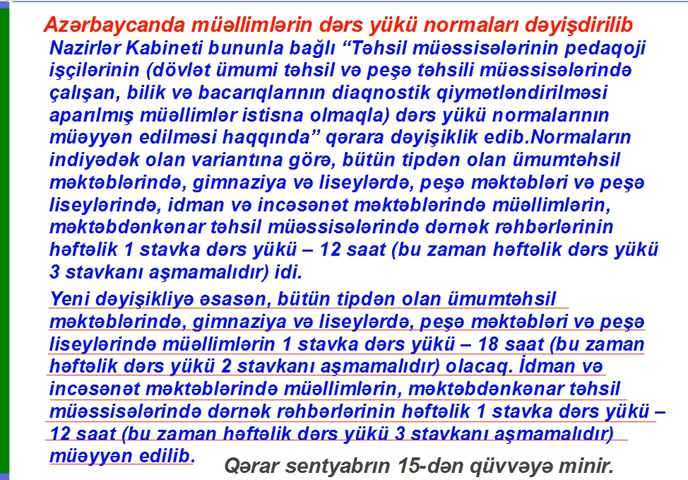 Azərbaycanda müəllimlərin dərs yükü normaları dəyişdirilib
Nazirlər Kabineti bununla bağlı “Təhsil müəssisələrinin pedaqoji
işçilərinin (dövlət ümumi təhsil və peşə təhsili müəssisələrində
çalışan, bilik və bacarıqlarının diaqnostik qiymətləndirilməsi
aparılmış müəllimlər istisna olmaqla) dərs yükü normalarının
müəyyən edilməsi haqqında” qərara dəyişiklik edib.Normaların
indiyədək olan variantına görə, bütün tipdən olan ümumtəhsil
məktəblərində, gimnaziya və liseylərdə, peşə məktəbləri və peşə
liseylərində, idman və incəsənət məktəblərində müəllimlərin,
məktəbdənkənar təhsil müəssisələrində dərnək rəhbərlərinin
həftəlik 1 stavka dərs yükü – 12 saat (bu zaman həftəlik dərs yükü
3 stavkanı aşmamalıdır) idi.
Yeni dəyişikliyə əsasən, bütün tipdən olan ümumtəhsil
məktəblərində, gimnaziya və liseylərdə, peşə məktəbləri və peşə
liseylərində müəllimlərin 1 stavka dərs yükü – 18 saat (bu zaman
həftəlik dərs yükü 2 stavkanı aşmamalıdır) olacaq. İdman və
incəsənət məktəblərində müəllimlərin, məktəbdənkənar təhsil
müəssisələrində dərnək rəhbərlərinin həftəlik 1 stavka dərs yükü –
12 saat (bu zaman həftəlik dərs yükü 3 stavkanı aşmamalıdır)
müəyyən edilib.
Qərar sentyabrın 15-dən qüvvəyə minir.